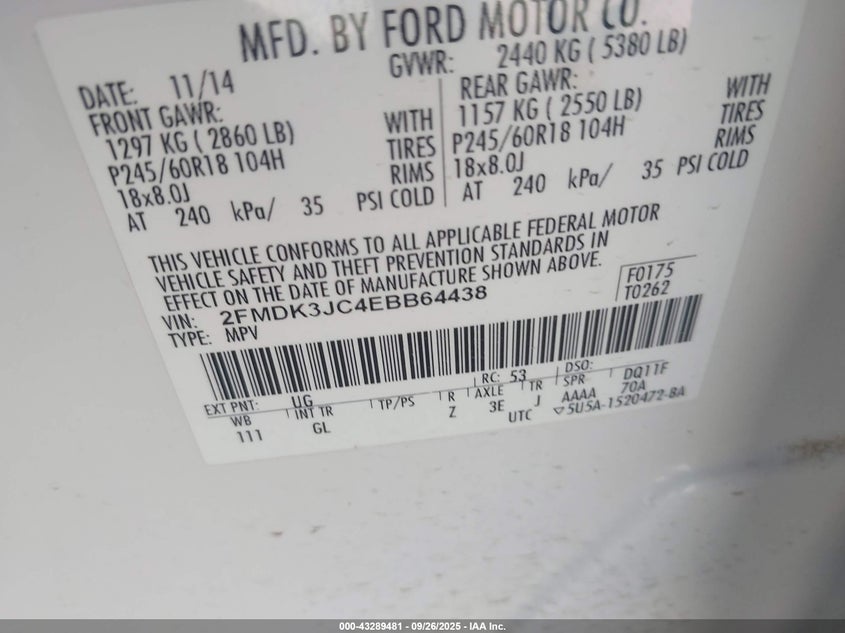 MFD. BY FORD MOTOR CO.
DATE: 11/14 GVWR: 2440 KG ( 5380 LB)
FRONT GAWR: REAR GAWR:
1297 KG ( 2860 LB) WITH 1157 KG ( 2550 LB) WITH
P245/60R18 104H TIRES P245/60R18 104H TIRES
18x8.0J RIMS 18x8.0J RIMS
AT 240 kPa/ 35 PSI COLD AT 240 kPa/ 35 PSI COLD
THIS VEHICLE CONFORMS TO ALL APPLICABLE FEDERAL MOTOR
VEHICLE SAFETY AND THEFT PREVENTION STANDARDS IN
EFFECT ON THE DATE OF MANUFACTURE SHOWN ABOVE.
F0175
VIN: 2FMDK3JC4EBB64438 T0262
TYPE: MPV
EXT PNT: UG RC: 53 DSO:
WB INT TR TP/PS R AXLE TR SPR DQ11F
111 GL Z 3E J AAAA 70A
UTC ▽5U5A-1520472-BA
000-43289481 - 09/26/2025 - IAA Inc.